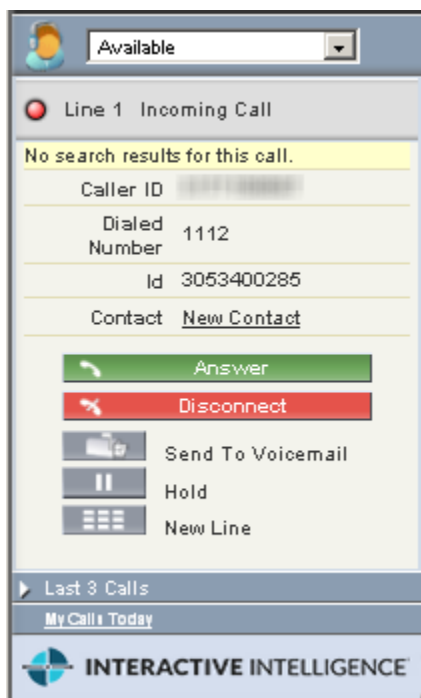 Available
Line 1 Incoming Call
No search results for this call.
Caller ID
Dialed Number 1112
Id 3053400285
Contact New Contact
Answer
Disconnect
Send To Voicemail
Hold
New Line
Last 3 Calls
My Calls Today
INTERACTIVE INTELLIGENCE